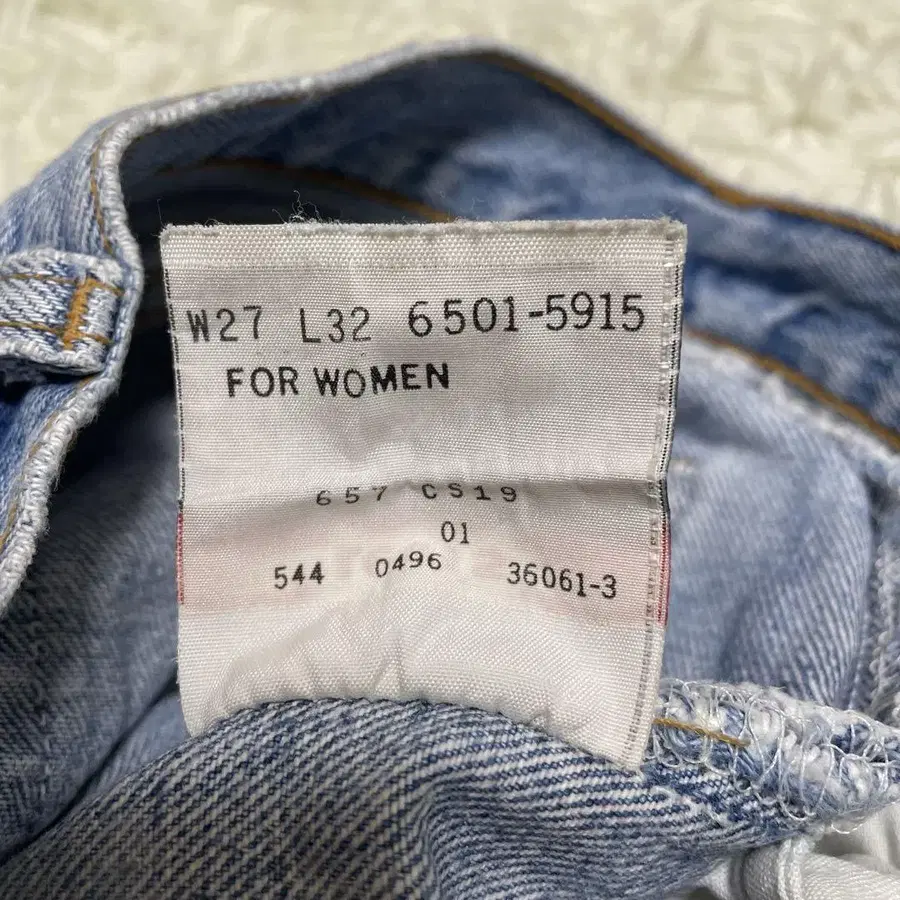 W27 L32 6501-5915
FOR WOMEN
657 CS19
01
544 0496 36061-3